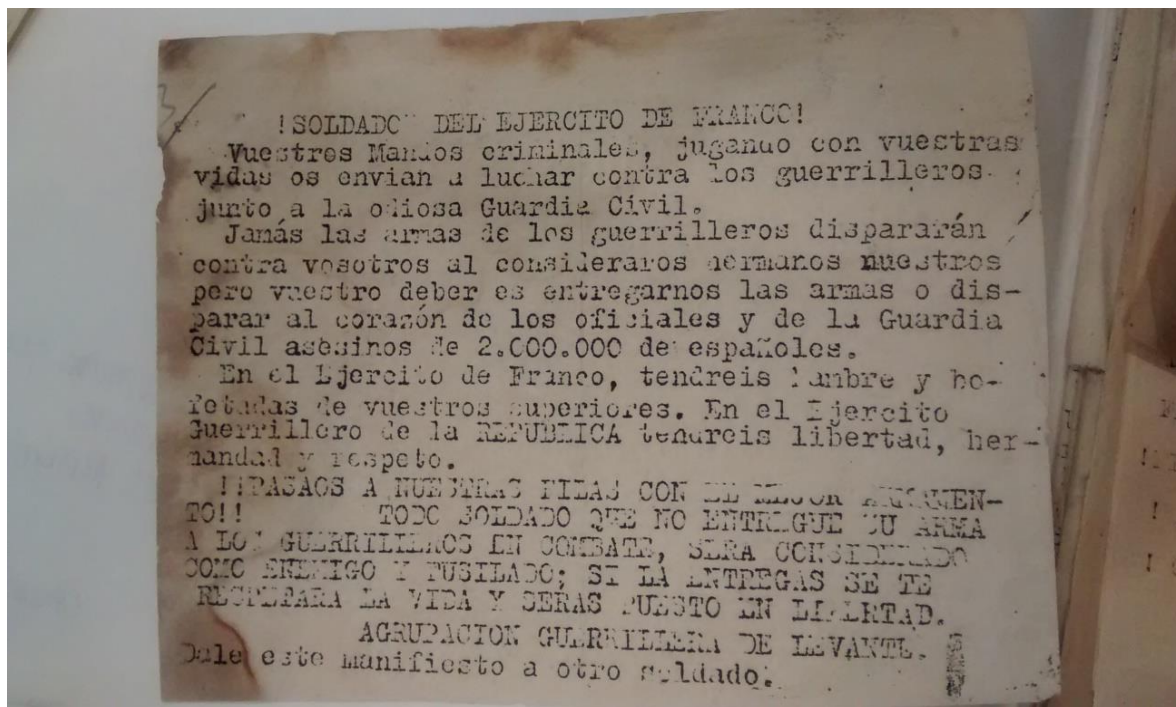 !SOLDADO DEL EJERCITO DE FRANCO!
Vuestros Mandos criminales, jugando con vuestras
vidas os envian a luchar contra los guerrilleros
junto a la odiosa Guardia Civil.
Jamás las armas de los guerrilleros dispararán
contra vosotros al consideraros hermanos nuestros
pero vuestro deber es entregarnos las armas o dis-
parar al corazón de los oficiales y de la Guardia
Civil asesinos de 2.000.000 de españoles.
En el Ejercito de Franco, tendreis hambre y bo-
fetadas de vuestros superiores. En el Ejercito
Guerrillero de la REPUBLICA tendreis libertad, her-
mandad y respeto.
!!PASAOS A NUESTRAS FILAS CON EL MEJOR ARGUMEN-
TO!! TODO SOLDADO QUE NO ENTREGUE SU ARMA
A LOS GUERRILLEROS EN COMBATE, SERA CONSIDERADO
COMO ENEMIGO Y FUSILADO; SI LA ENTREGAS SE TE
RESPETARA LA VIDA Y SERAS PUESTO EN LIBERTAD.
AGRUPACION GUERRILLERA DE LEVANTE.
Dale este manifiesto a otro soldado.